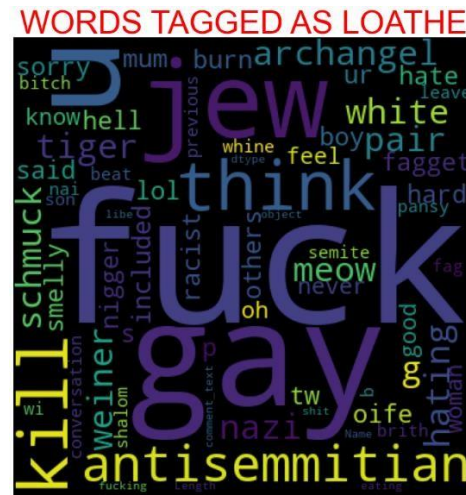 WORDS TAGGED AS LOATHE
sorry mum burn archangel
bitch ur hate
u jew leave
know hell previous white
tiger boy pair
said whine feel fagget
nai beat dtype
son lol think hard
libe object pansy
fuck
schmuck smelly nigger included racist others semite
meow never fag
oh
s gay p good
kill weiner tw g hating
conversation shalom comment_text b
wi nazi oife woman
shit Name brith
antisemmitian
fucking Length eating